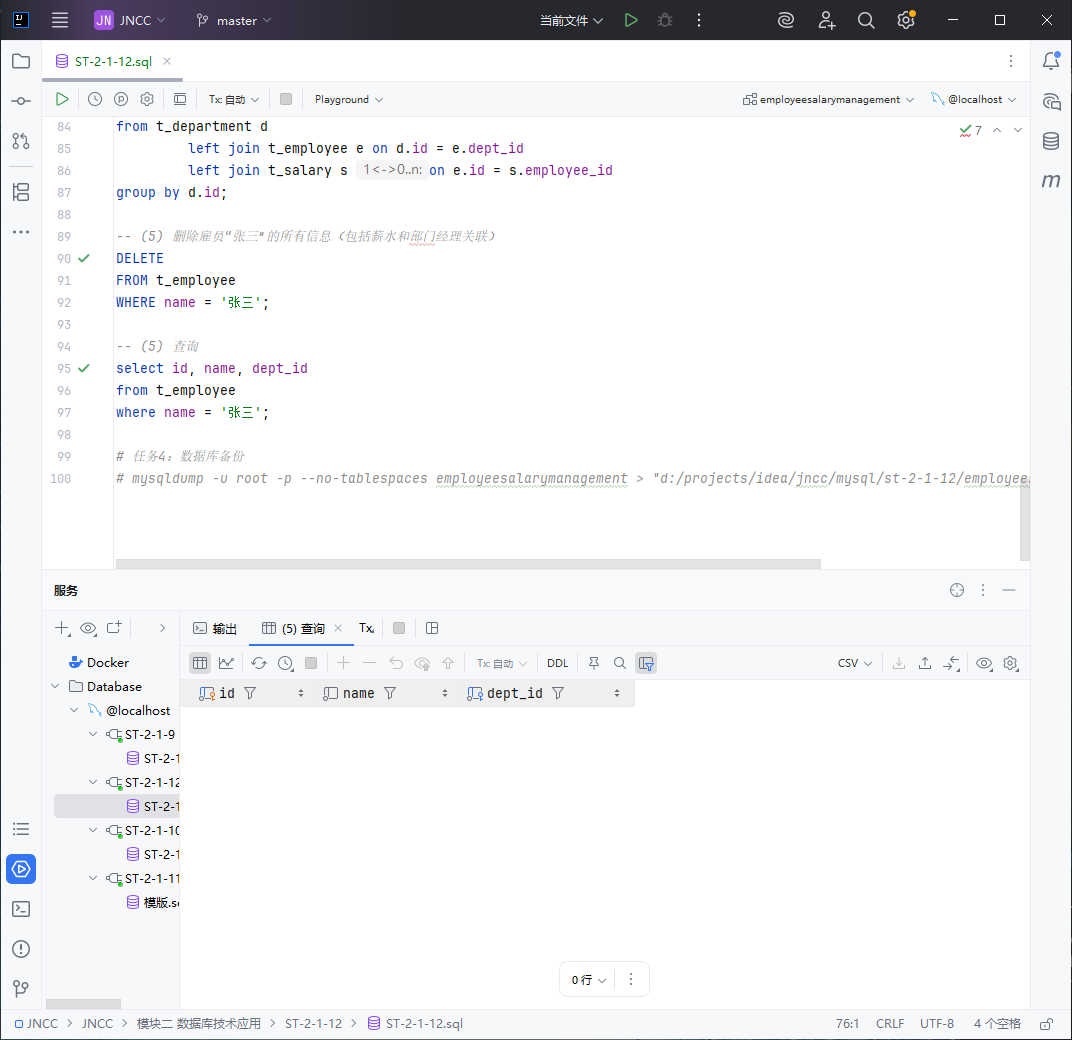 JN JNCC master 当前文件
ST-2-1-12.sql
Tx: 自动 Playground employeesalarymanagement @localhost
84 from t_department d
7
85 left join t_employee e on d.id = e.dept_id
86 left join t_salary s 1<->0..n: on e.id = s.employee_id
87 group by d.id;
88
89 -- (5) 删除雇员“张三”的所有信息（包括薪水和部门经理关联）
90 DELETE
91 FROM t_employee
92 WHERE name = '张三';
93
94 -- (5) 查询
95 select id, name, dept_id
96 from t_employee
97 where name = '张三';
98
99 # 任务4：数据库备份
100 # mysqldump -u root -p --no-tablespaces employeesalarymanagement > "d:/projects/idea/jncc/mysql/st-2-1-12/employees
服务
输出 (5) 查询 Tx
Tx: 自动 DDL CSV
id name dept_id
Docker
Database
@localhost
ST-2-1-9
ST-2-1
ST-2-1-12
ST-2-1
ST-2-1-10
ST-2-1
ST-2-1-11
模版.s
0 行
JNCC JNCC 模块二 数据库技术应用 ST-2-1-12 ST-2-1-12.sql 76:1 CRLF UTF-8 4 个空格